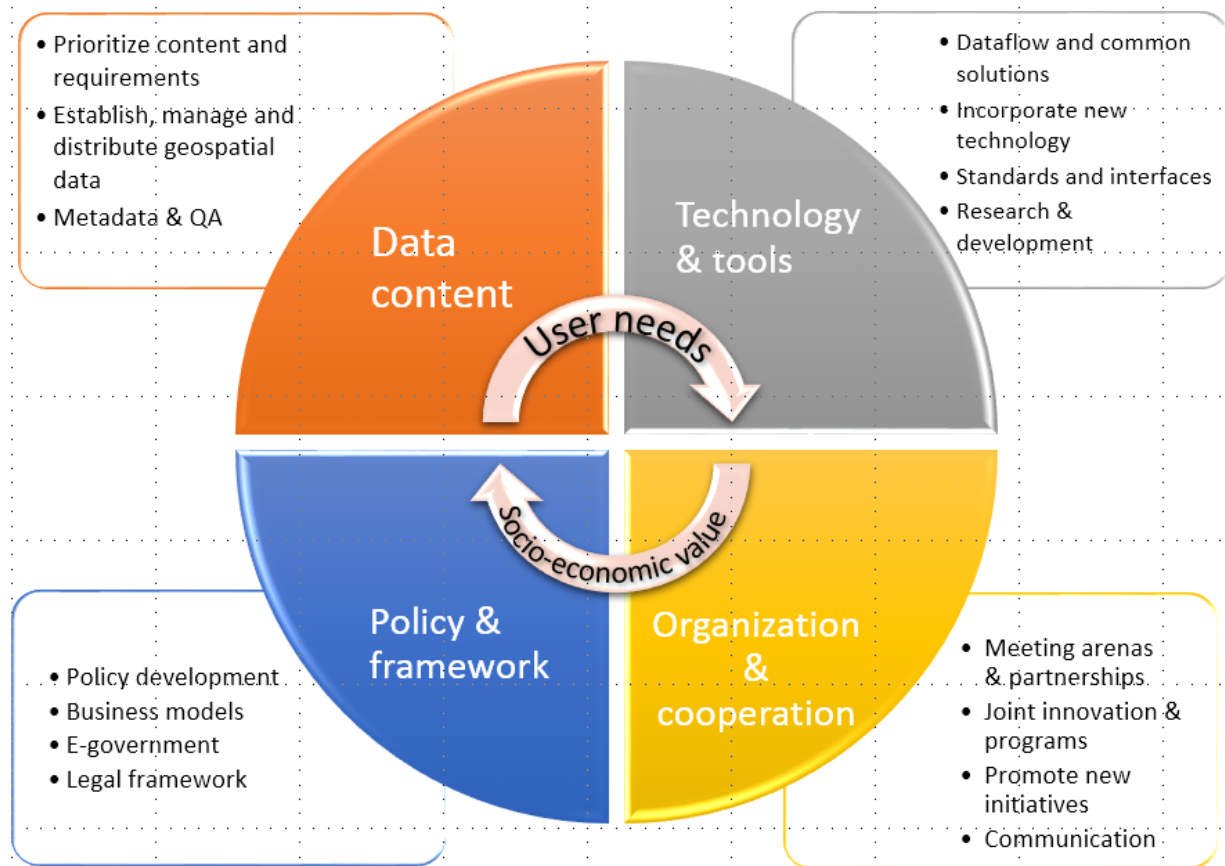 • Prioritize content and
requirements
• Establish, manage and
distribute geospatial
data
• Metadata & QA
• Dataflow and common
solutions
• Incorporate new
technology
• Standards and interfaces
• Research &
development
Data
content
Technology
& tools
User needs
Socio-economic value
Policy &
framework
Organization
&
cooperation
• Policy development
• Business models
• E-government
• Legal framework
• Meeting arenas
& partnerships
• Joint innovation &
programs
• Promote new
initiatives
• Communication